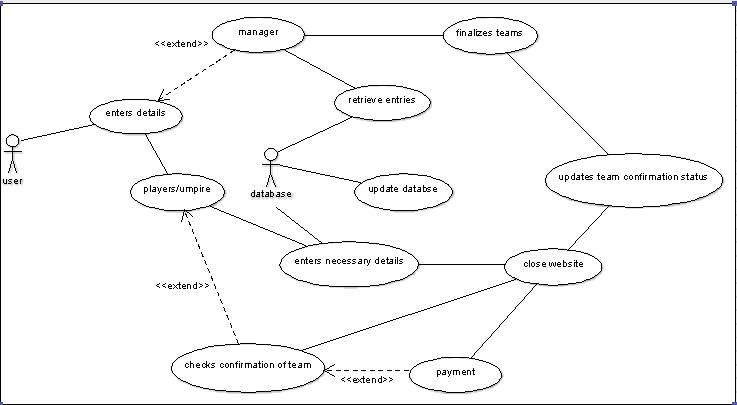 manager
finalizes teams
<<extend>>
retrieve entries
enters details
user
players/umpire
database
update databse
updates team confirmation status
enters necessary details
close website
<<extend>>
checks confirmation of team
payment
<<extend>>